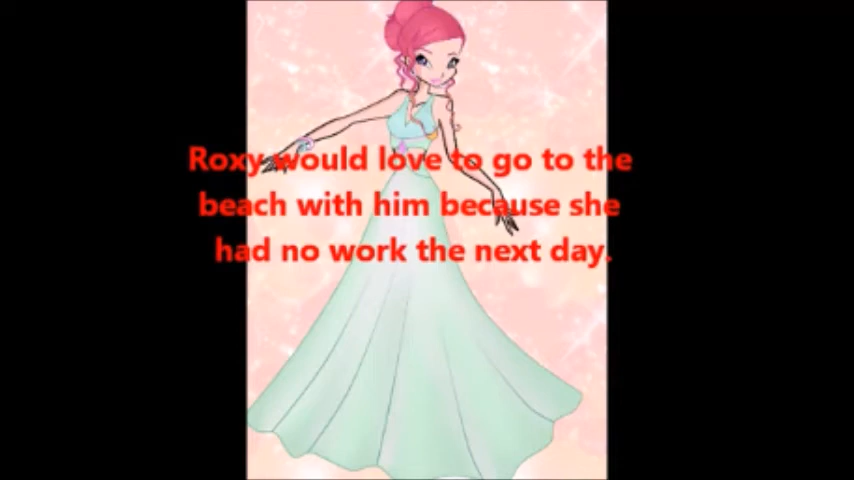 Roxy would love to go to the
beach with him because she
had no work the next day.